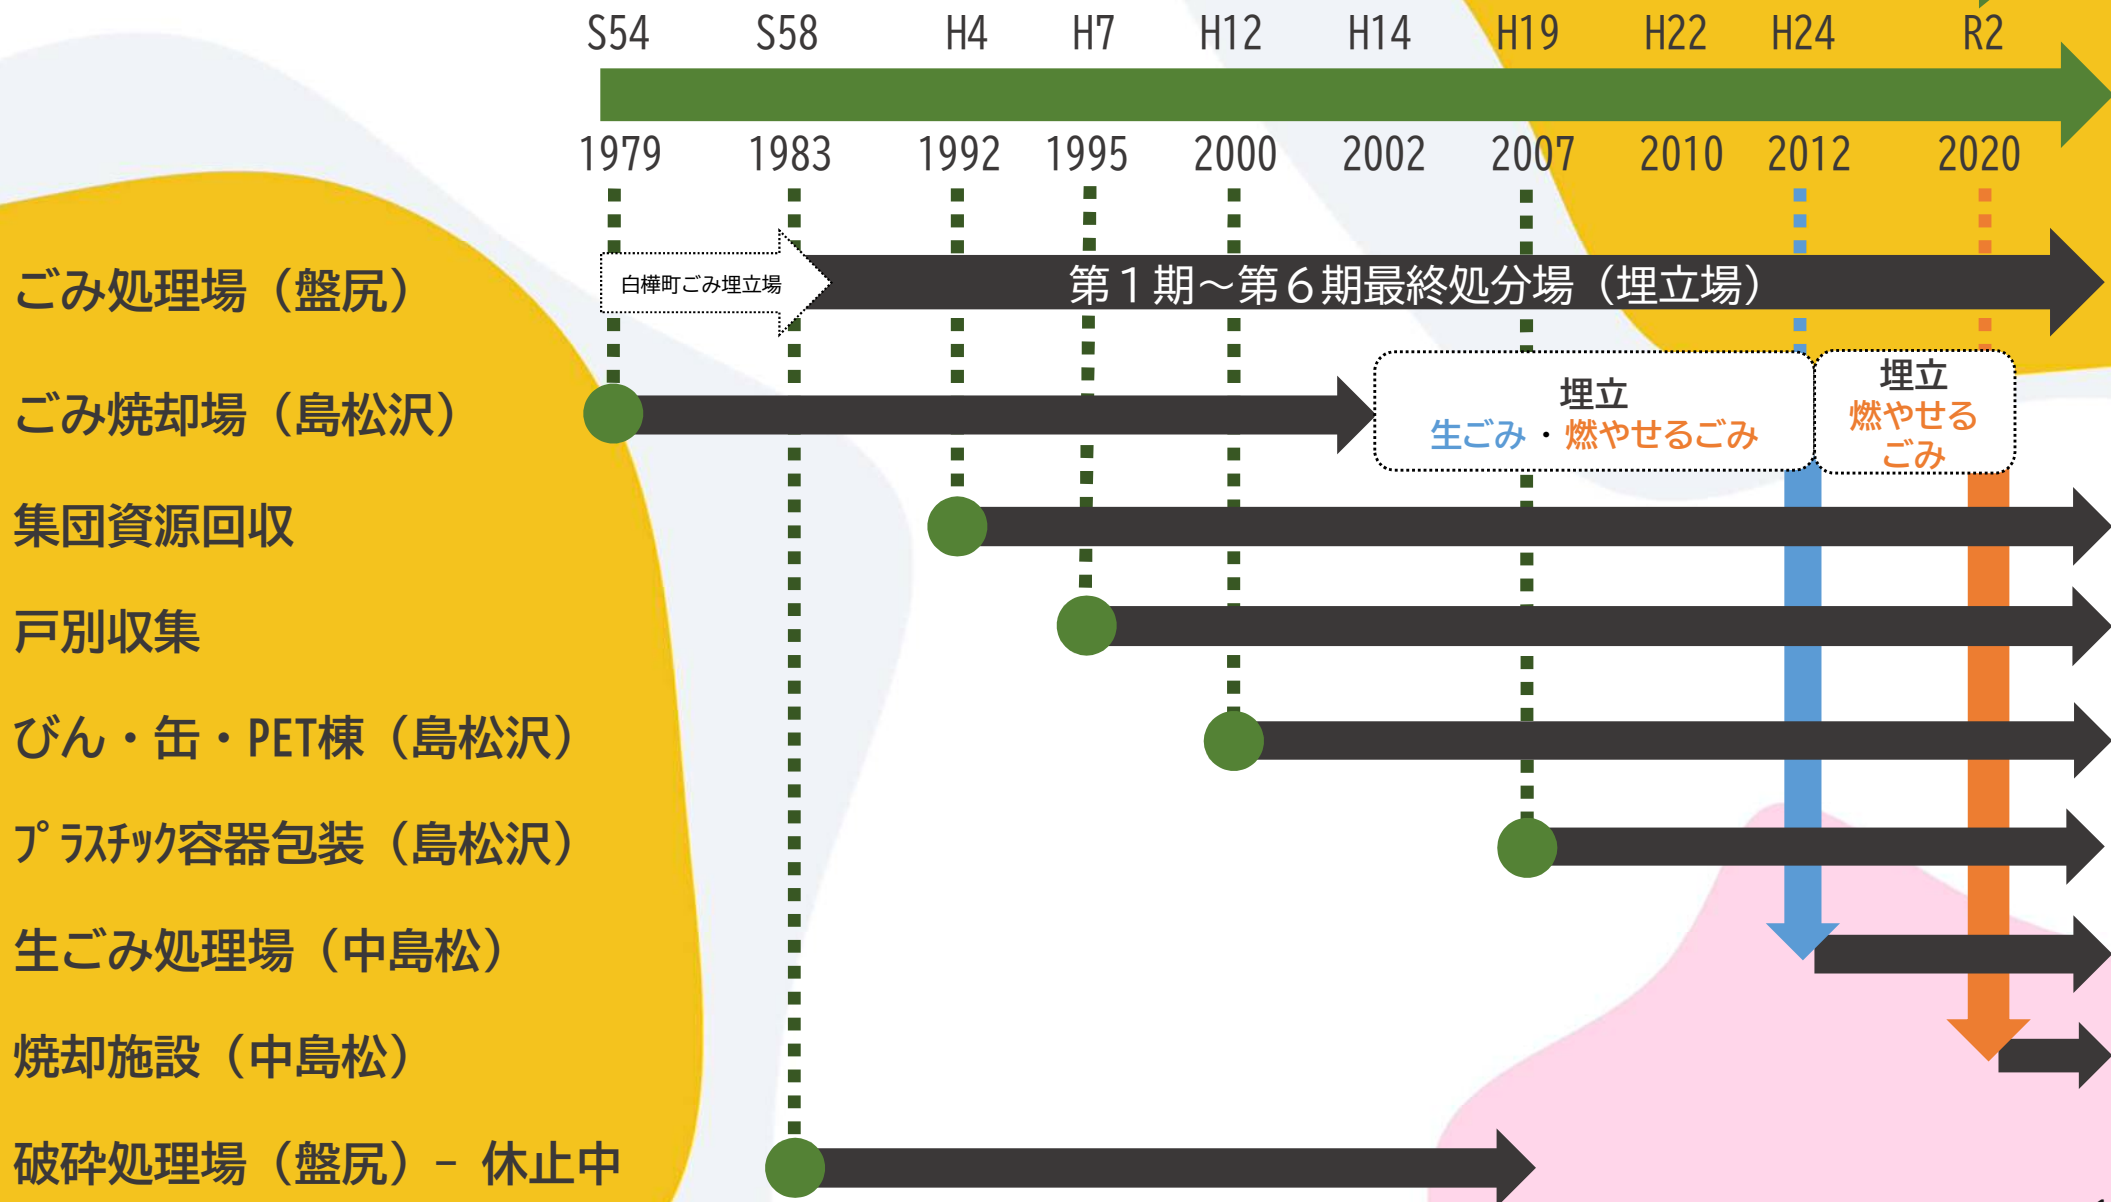 S54 S58 H4 H7 H12 H14 H19 H22 H24 R2
1979 1983 1992 1995 2000 2002 2007 2010 2012 2020
ごみ処理場（盤尻）
白樺町ごみ埋立場
第１期～第６期最終処分場（埋立場）
ごみ焼却場（島松沢）
埋立
生ごみ・燃やせるごみ
埋立
燃やせる
ごみ
集団資源回収
戸別収集
びん・缶・PET棟（島松沢）
ﾌﾟﾗｽﾁｯｸ容器包装（島松沢）
生ごみ処理場（中島松）
焼却施設（中島松）
破砕処理場（盤尻）- 休止中